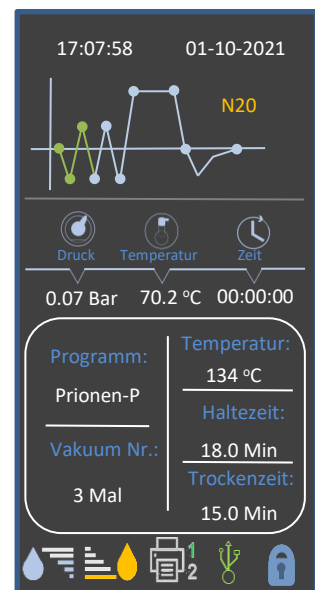 17:07:58 01-10-2021
N20
Druck Temperatur Zeit
0.07 Bar 70.2 °C 00:00:00
Programm:
Prionen-P
Vakuum Nr.:
3 Mal
Temperatur:
134 °C
Haltezeit:
18.0 Min
Trockenzeit:
15.0 Min
1
2